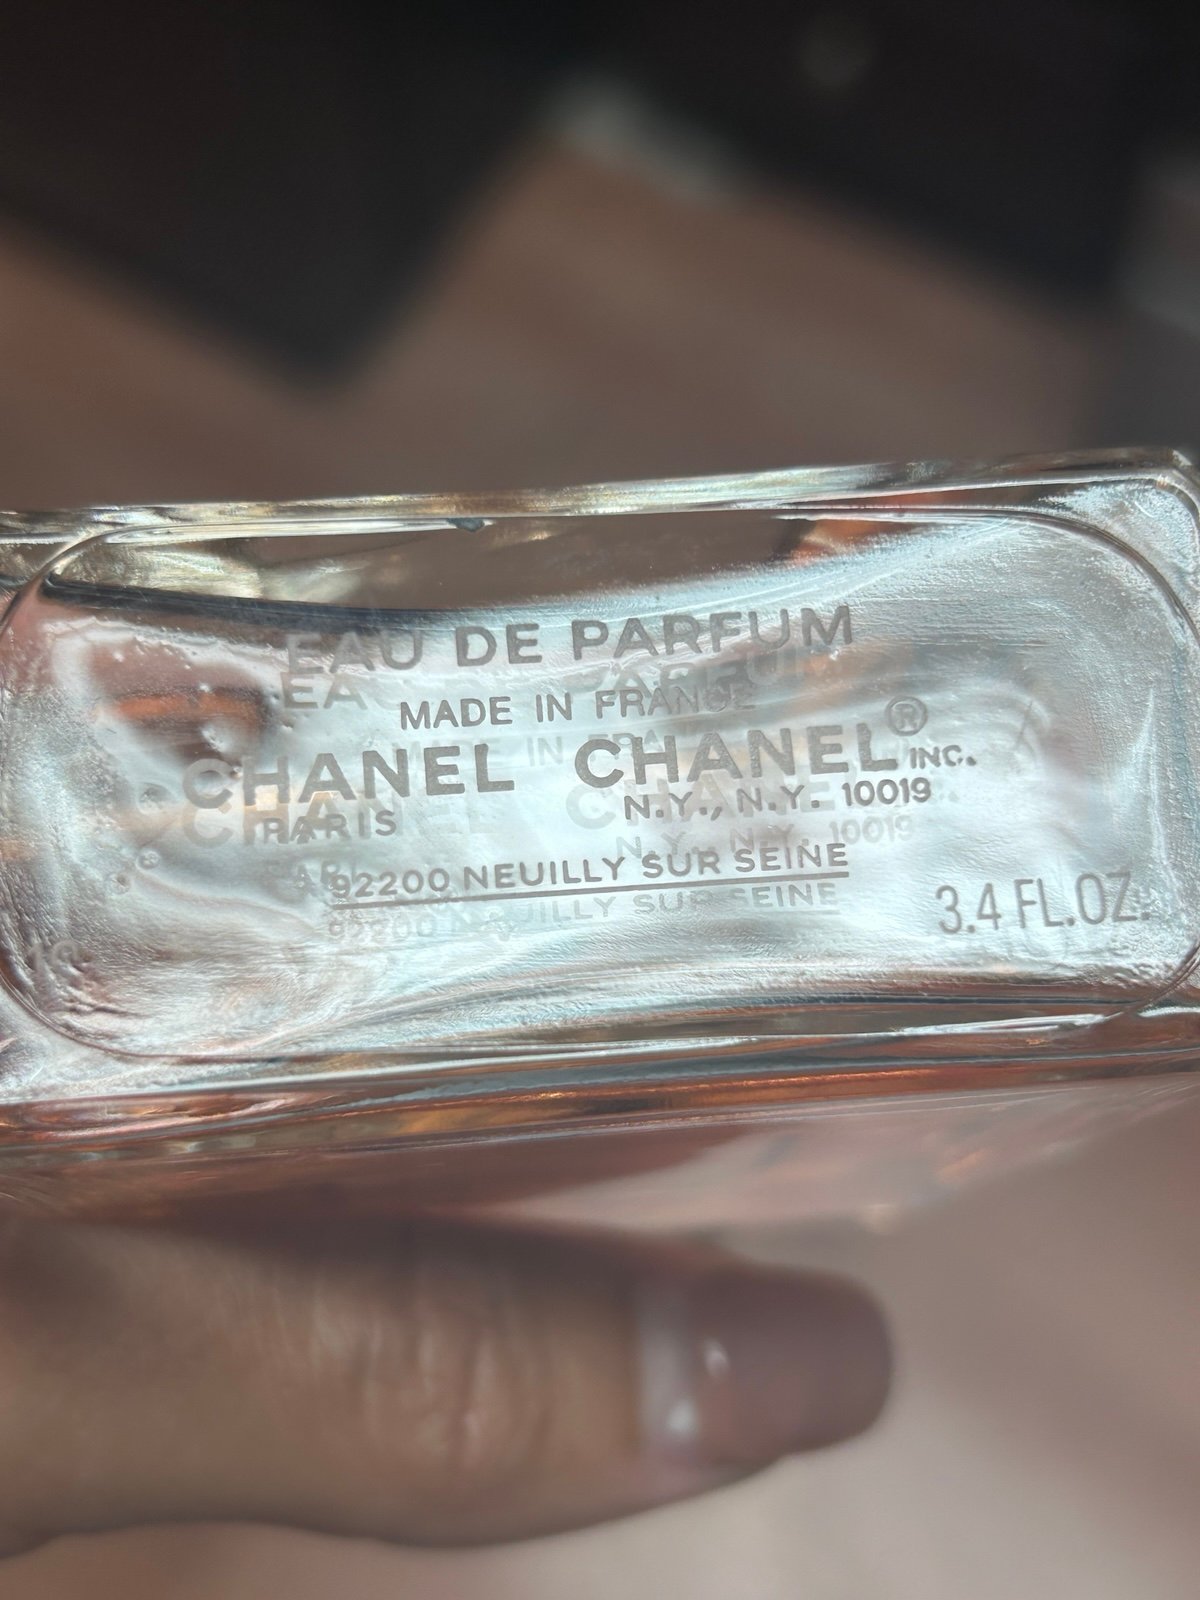 EAU DE PARFUM
MADE IN FRANCE
CHANEL CHANEL® INC.
PARIS N.Y., N.Y. 10019
92200 NEUILLY SUR SEINE
3.4 FL.OZ.